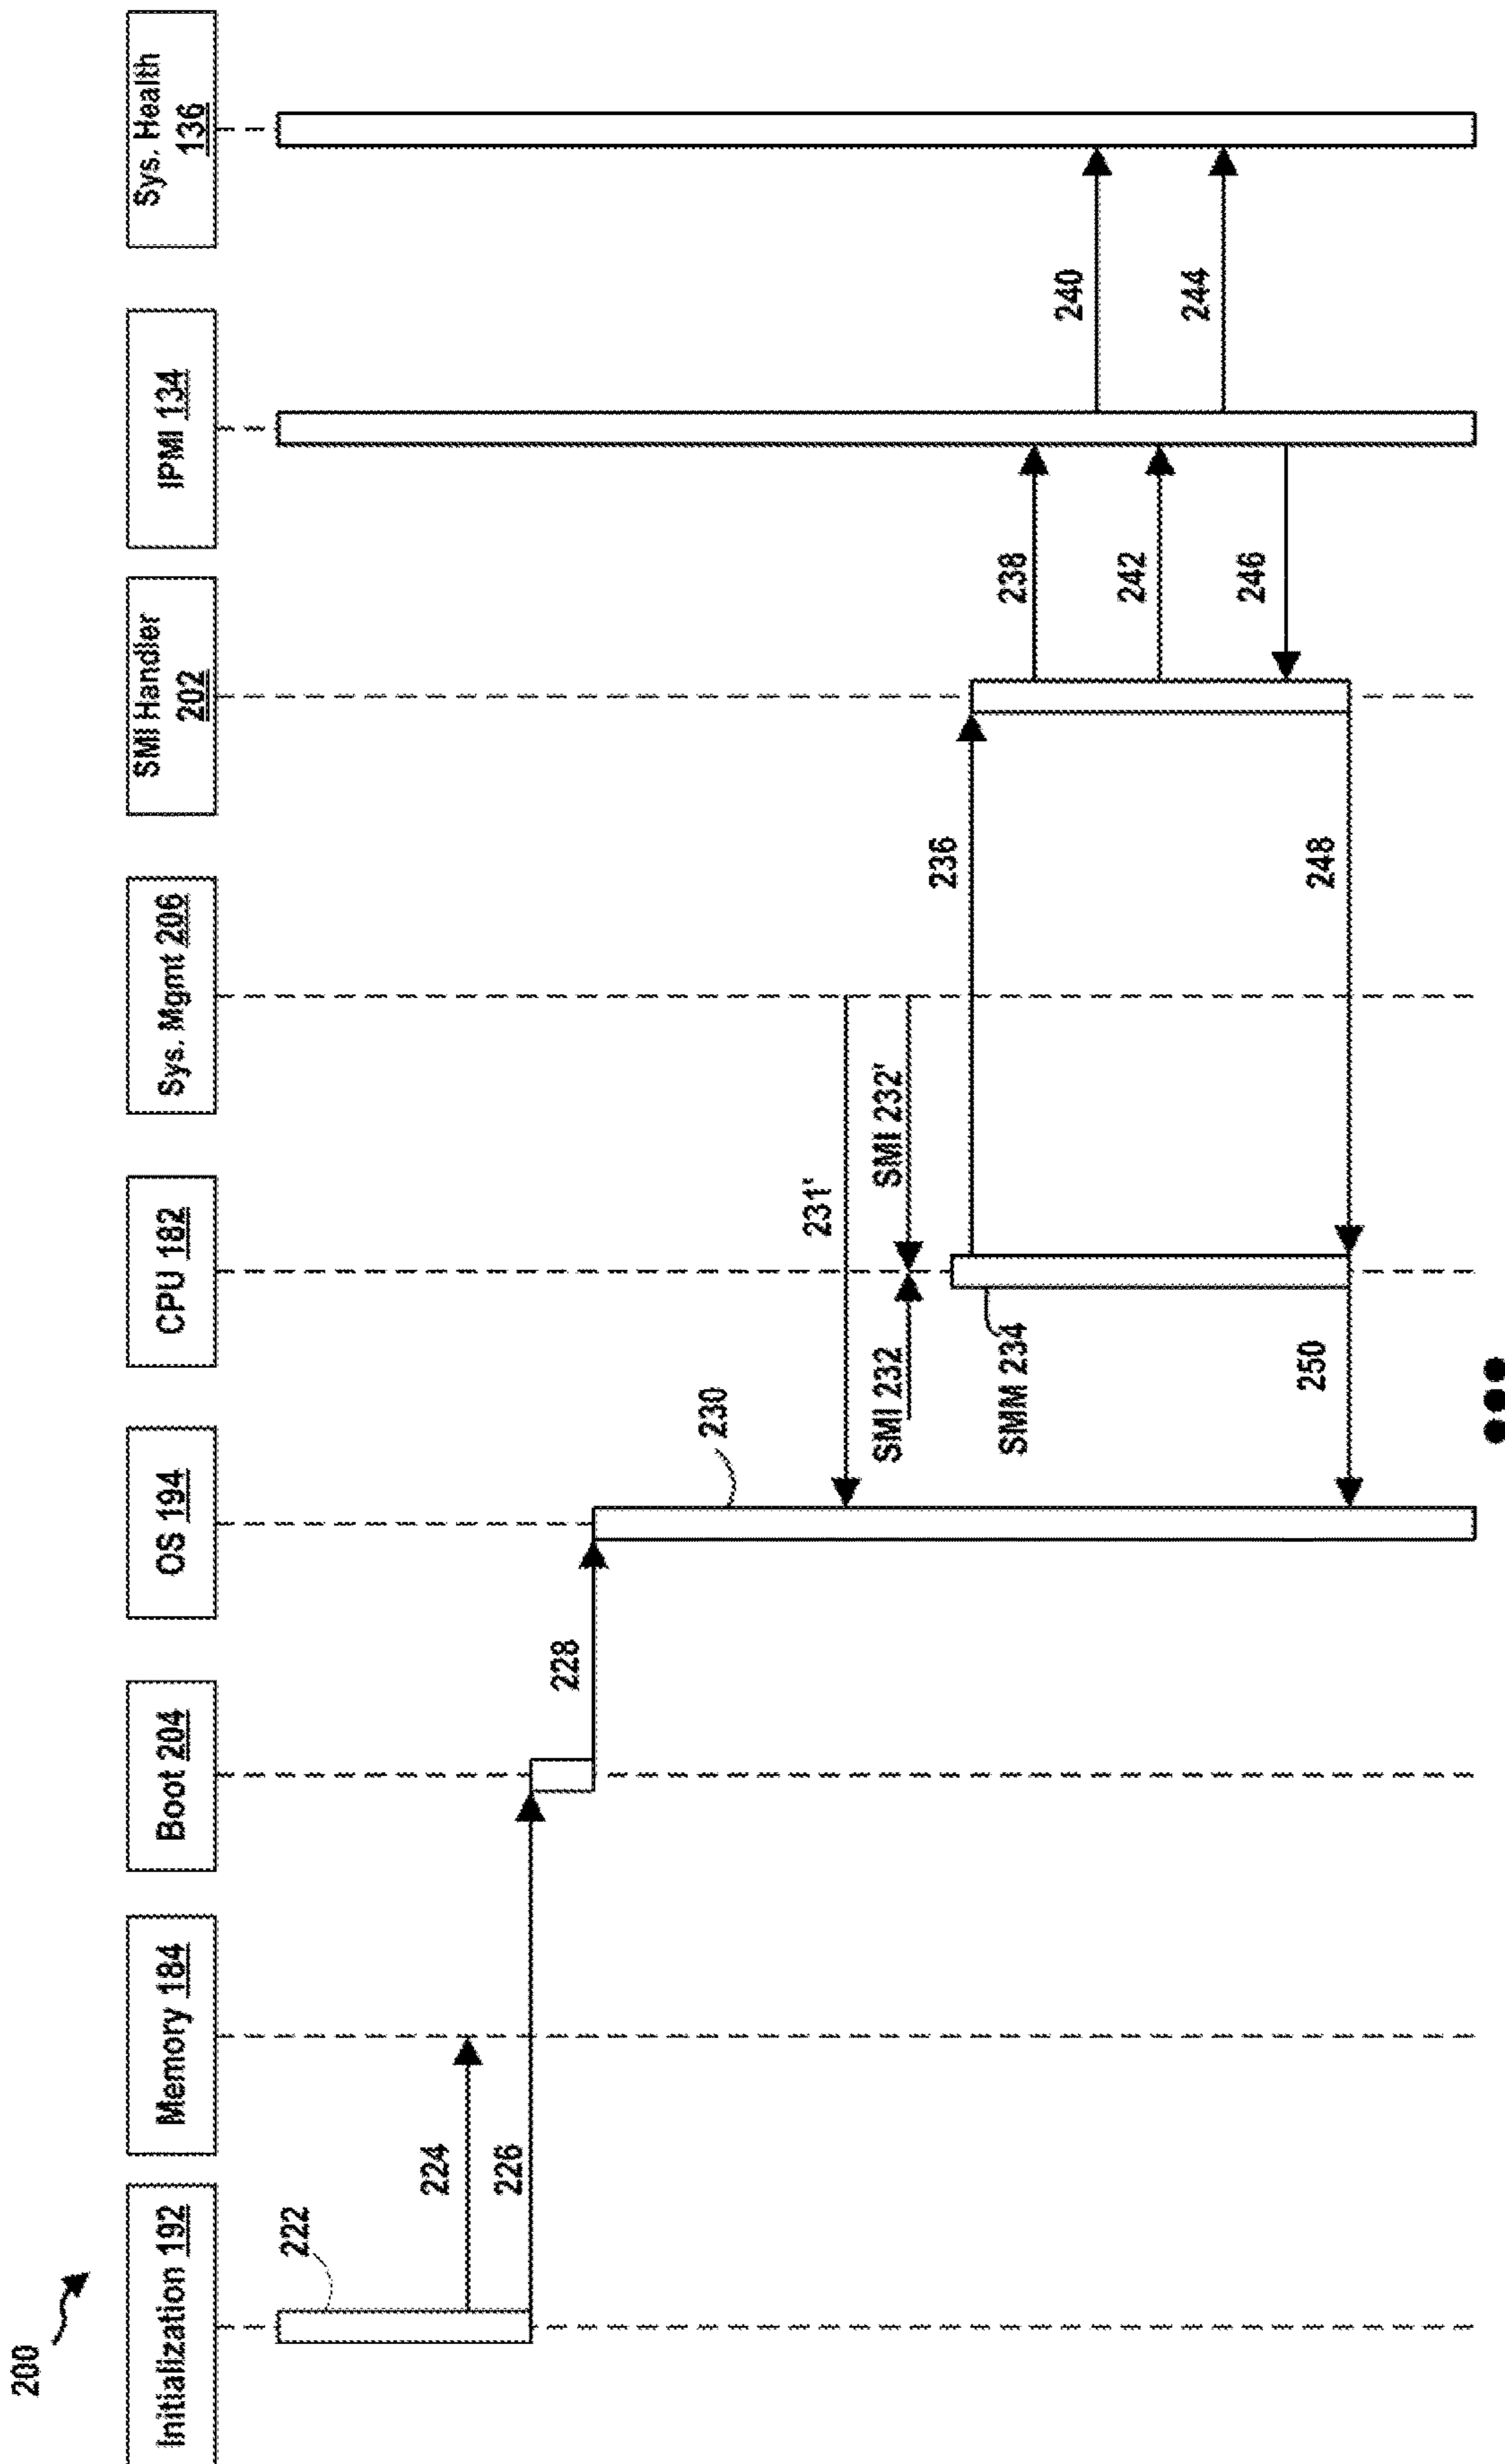 200
Initialization 192
Memory 184
Boot 204
OS 194
CPU 182
Sys. Mgmt 206
SMI Handler
202
IPMI 134
Sys. Health
136
222
224
226
228
230
231'
SMI 232
SMI 232'
SMM 234
236
238
240
242
244
246
248
250